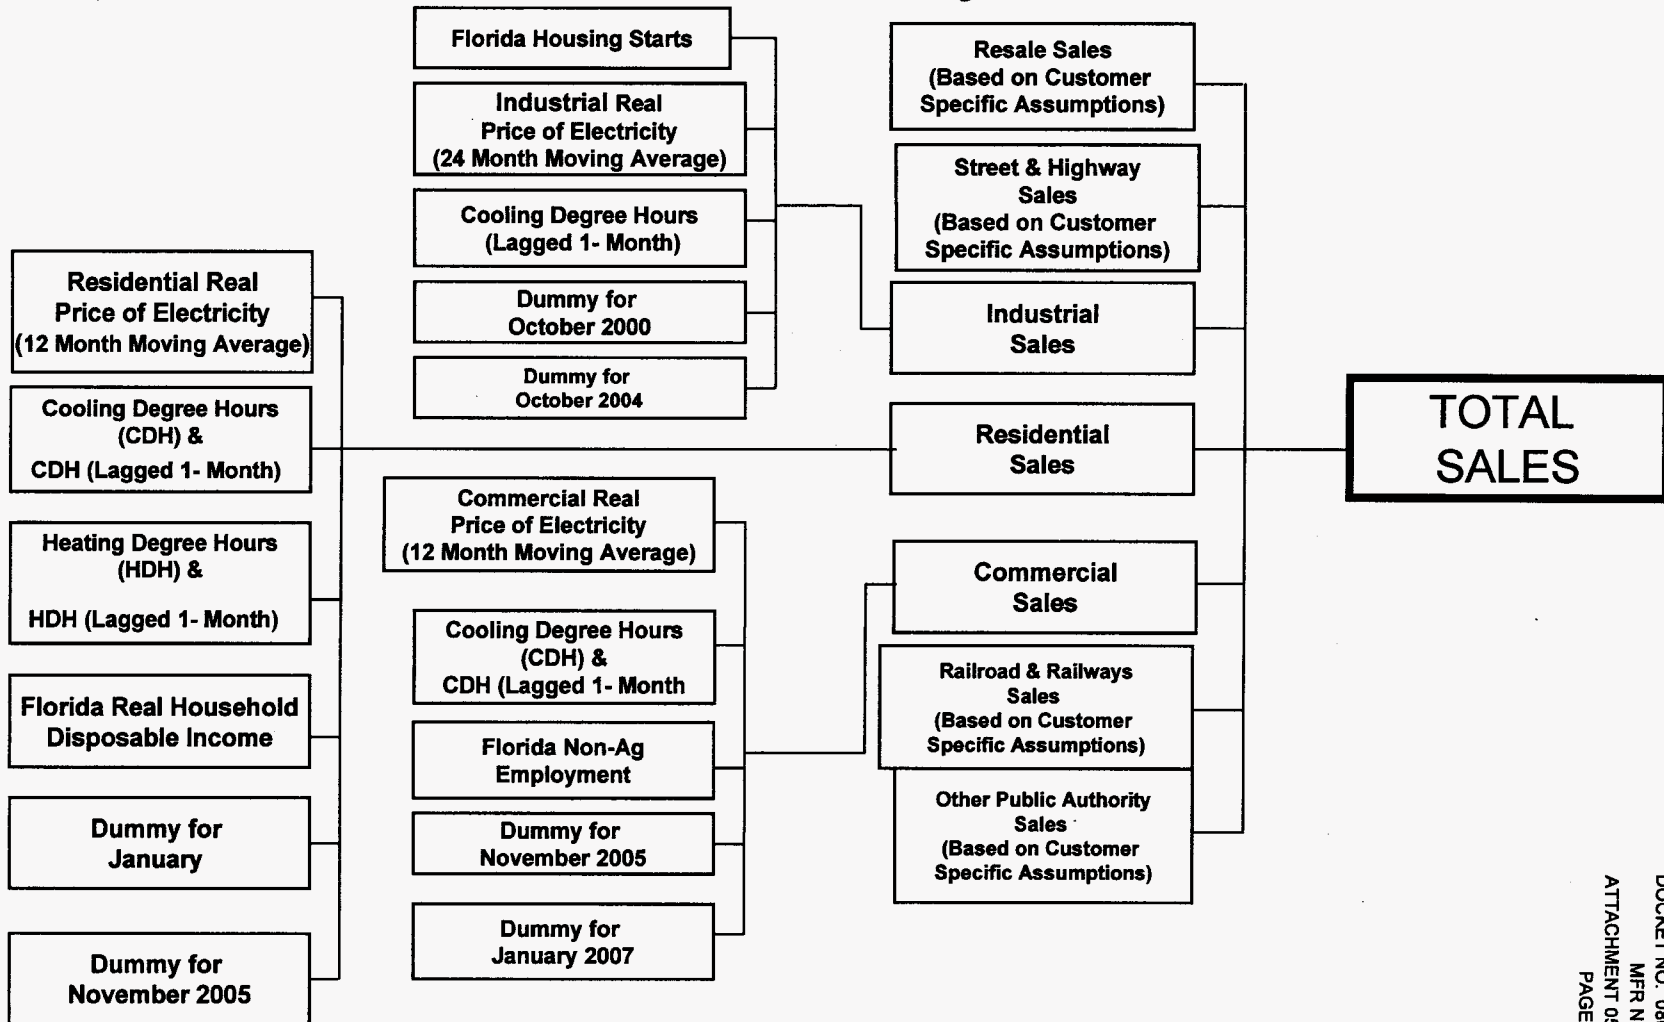 Florida Housing Starts
Industrial Real
Price of Electricity
(24 Month Moving Average)
Cooling Degree Hours
(Lagged 1- Month)
Dummy for
October 2000
Dummy for
October 2004
Residential Real
Price of Electricity
(12 Month Moving Average)
Cooling Degree Hours
(CDH) &
CDH (Lagged 1- Month)
Heating Degree Hours
(HDH) &
HDH (Lagged 1- Month)
Florida Real Household
Disposable Income
Dummy for
January
Dummy for
November 2005
Commercial Real
Price of Electricity
(12 Month Moving Average)
Cooling Degree Hours
(CDH) &
CDH (Lagged 1- Month
Florida Non-Ag
Employment
Dummy for
November 2005
Dummy for
January 2007
Resale Sales
(Based on Customer
Specific Assumptions)
Street & Highway
Sales
(Based on Customer
Specific Assumptions)
Industrial
Sales
Residential
Sales
Commercial
Sales
Railroad & Railways
Sales
(Based on Customer
Specific Assumptions)
Other Public Authority
Sales
(Based on Customer
Specific Assumptions)
TOTAL
SALES
DOCKET NO.
MFR
ATTACHMENT
PAGE